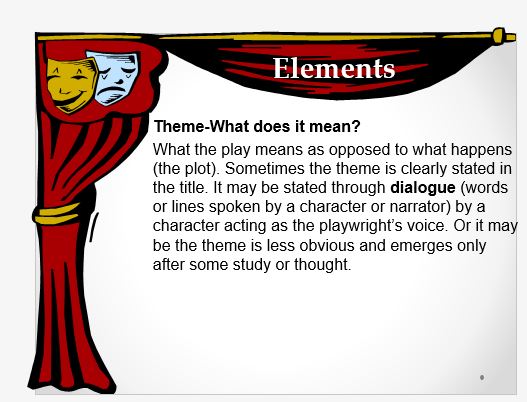 Elements
Theme-What does it mean?
What the play means as opposed to what happens
(the plot). Sometimes the theme is clearly stated in
the title. It may be stated through dialogue (words
or lines spoken by a character or narrator) by a
character acting as the playwright’s voice. Or it may
be the theme is less obvious and emerges only
after some study or thought.